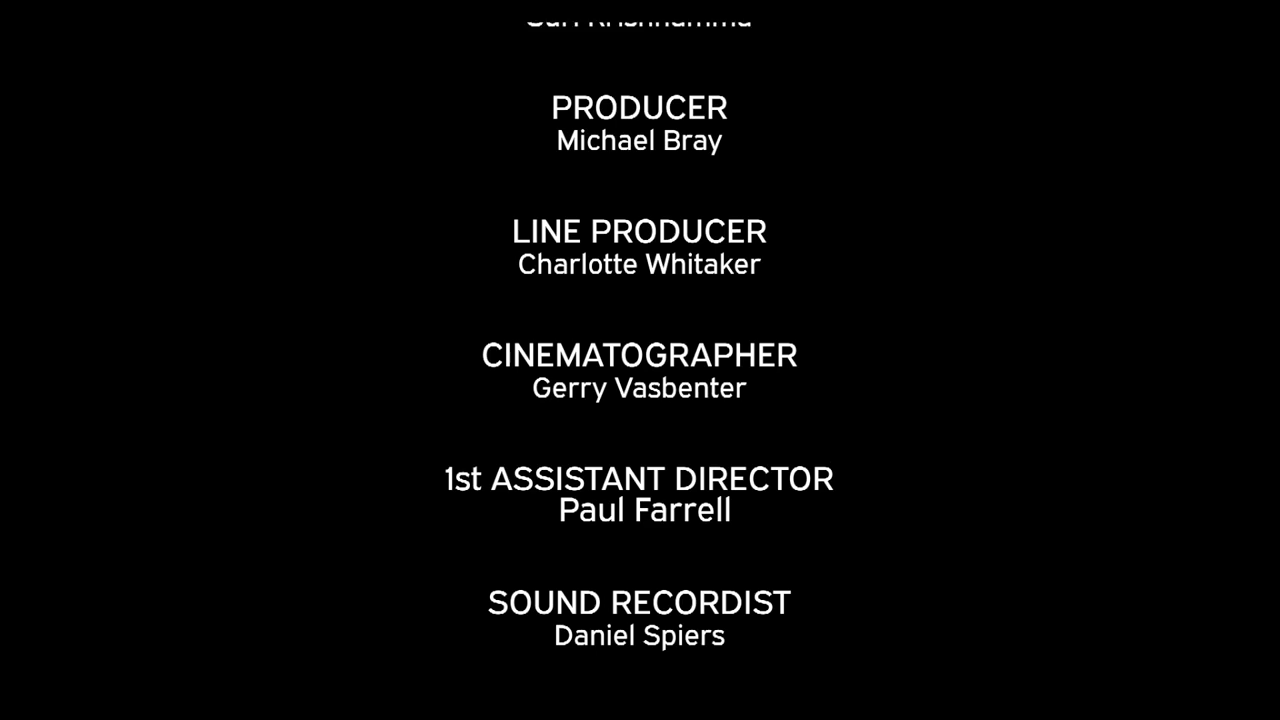 PRODUCER
Michael Bray
LINE PRODUCER
Charlotte Whitaker
CINEMATOGRAPHER
Gerry Vasbenter
1st ASSISTANT DIRECTOR
Paul Farrell
SOUND RECORDIST
Daniel Spiers